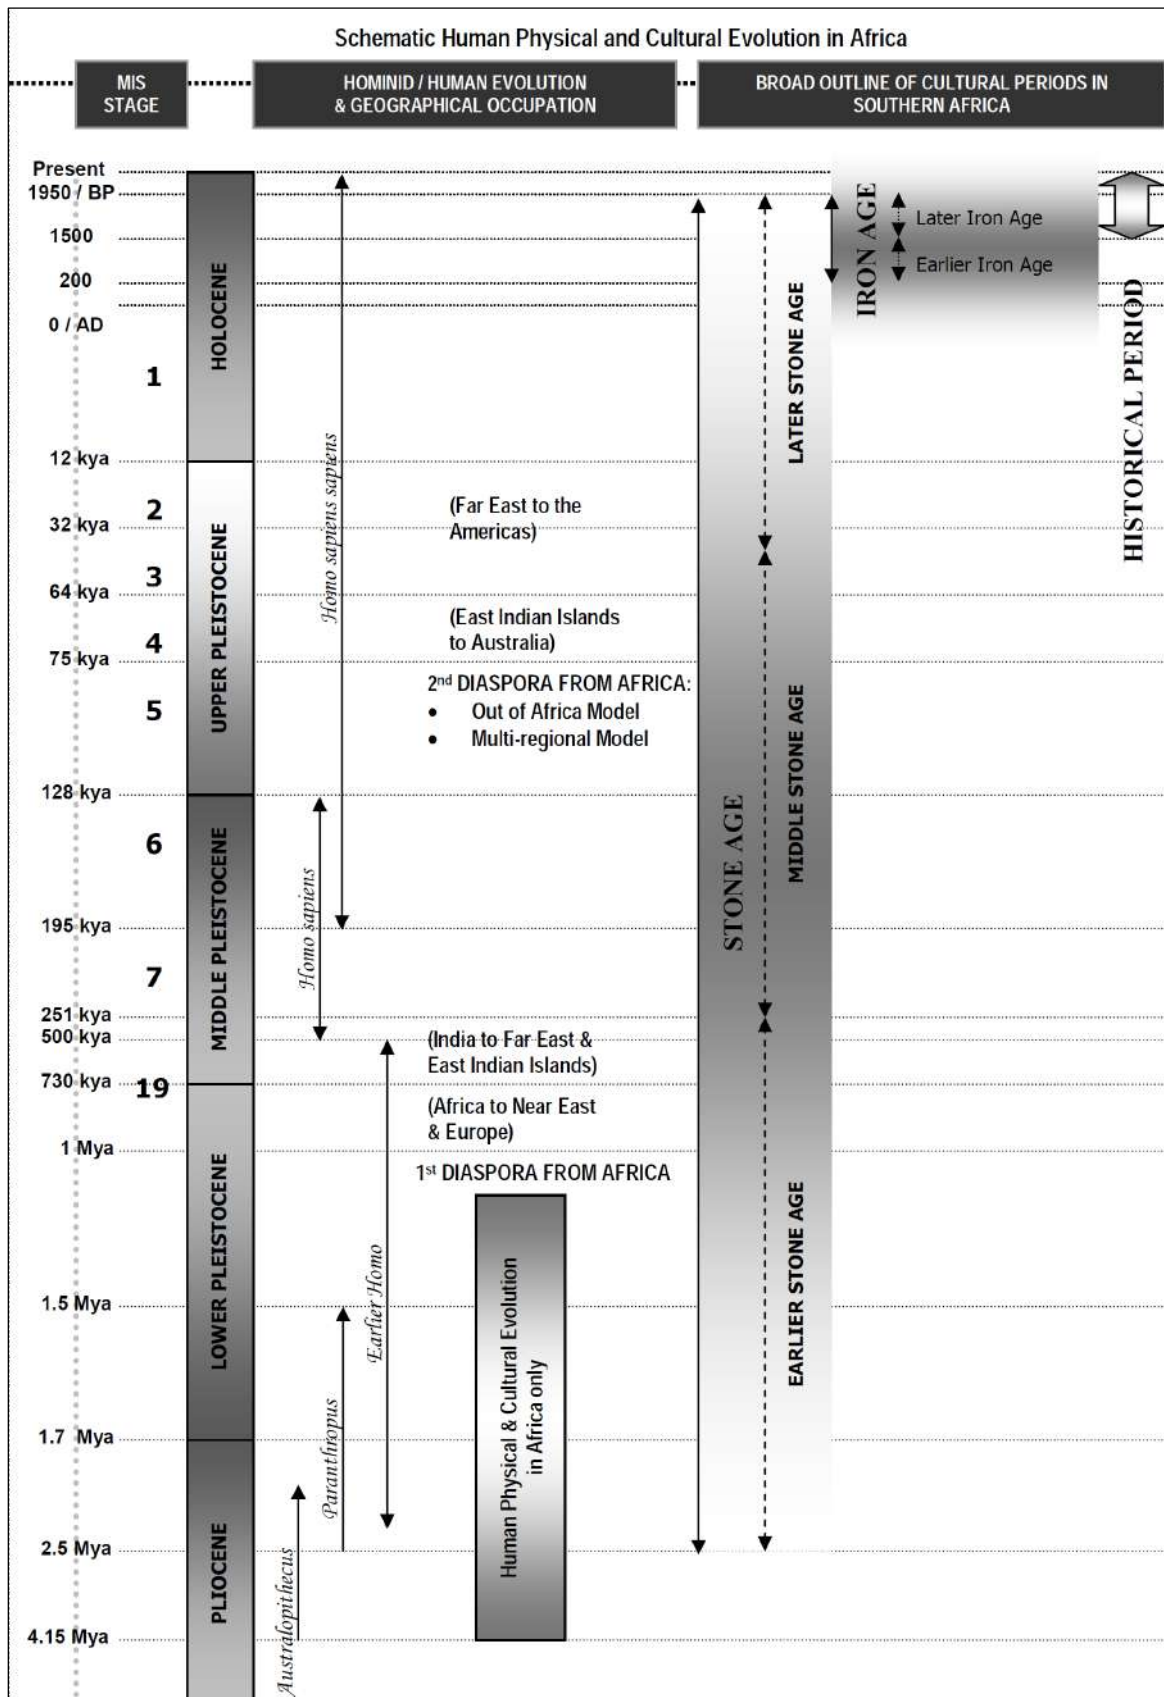 Schematic Human Physical and Cultural Evolution in Africa
MIS
STAGE
HOMINID / HUMAN EVOLUTION
& GEOGRAPHICAL OCCUPATION
BROAD OUTLINE OF CULTURAL PERIODS IN
SOUTHERN AFRICA
Present
1950 / BP
1500
200
0 / AD
1
12 kya
2
32 kya
3
64 kya
4
75 kya
5
128 kya
6
195 kya
7
251 kya
500 kya
730 kya
19
1 Mya
1.5 Mya
1.7 Mya
2.5 Mya
4.15 Mya
HOLOCENE
UPPER PLEISTOCENE
MIDDLE PLEISTOCENE
LOWER PLEISTOCENE
PLIOCENE
Homo sapiens sapiens
Homo sapiens
Earlier Homo
Paranthropus
Australopithecus
(Far East to the
Americas)
(East Indian Islands
to Australia)
2nd DIASPORA FROM AFRICA:
• Out of Africa Model
• Multi-regional Model
(India to Far East &
East Indian Islands)
(Africa to Near East
& Europe)
1st DIASPORA FROM AFRICA
Human Physical & Cultural Evolution
in Africa only
STONE AGE
LATER STONE AGE
MIDDLE STONE AGE
EARLIER STONE AGE
IRON AGE
Later Iron Age
Earlier Iron Age
HISTORICAL PERIOD